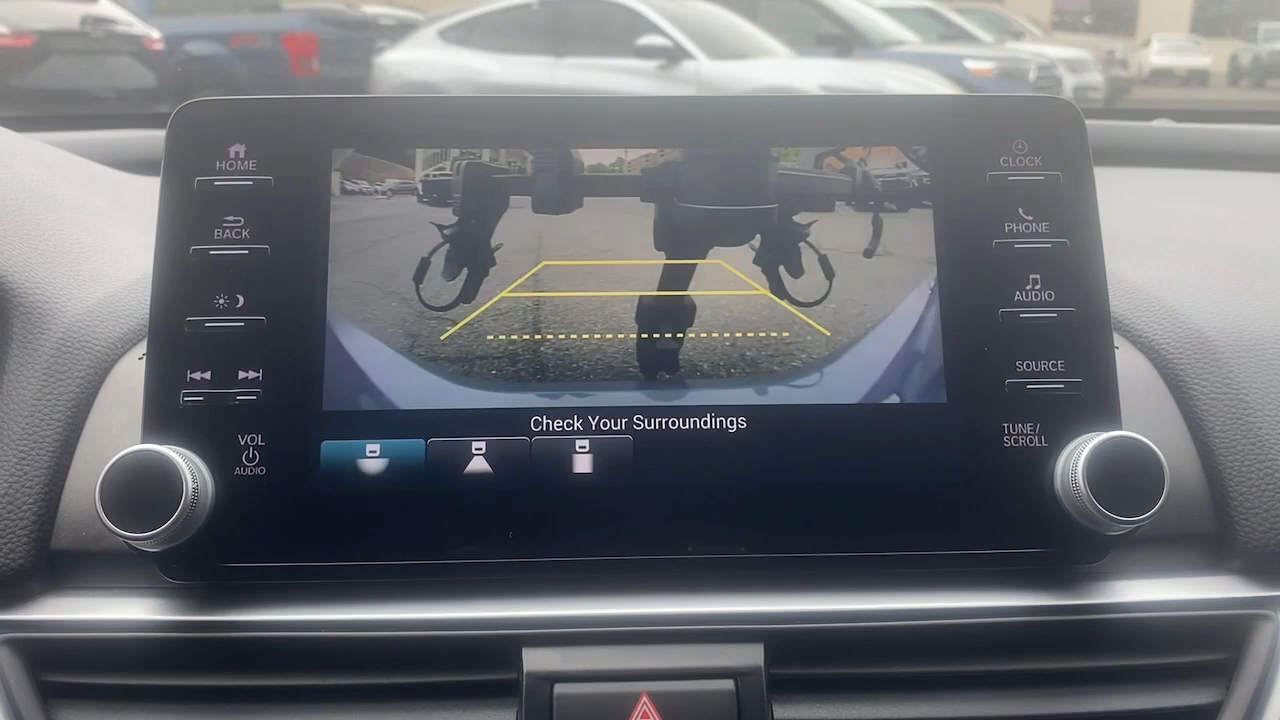 HOME
BACK
VOL
AUDIO
Check Your Surroundings
CLOCK
PHONE
AUDIO
SOURCE
TUNE/
SCROLL